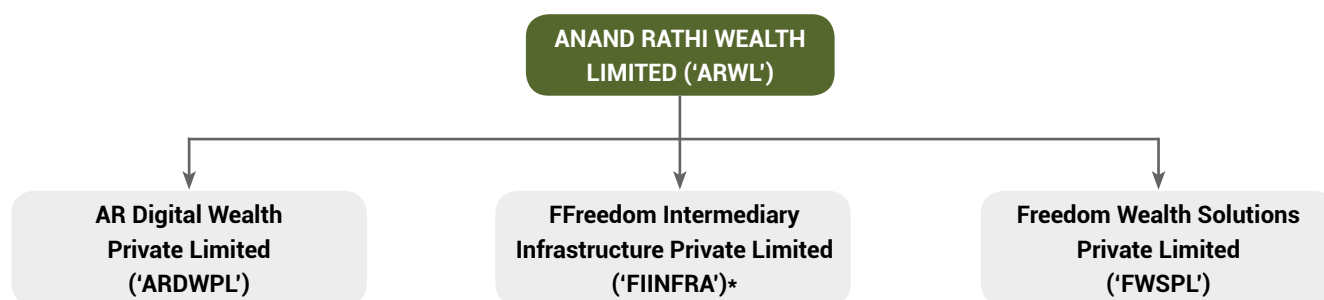 ANAND RATHI WEALTH
LIMITED (‘ARWL’)
AR Digital Wealth
Private Limited
(‘ARDWPL’)
FFreedom Intermediary
Infrastructure Private Limited
(‘FIINFRA’)*
Freedom Wealth Solutions
Private Limited
(‘FWSPL’)